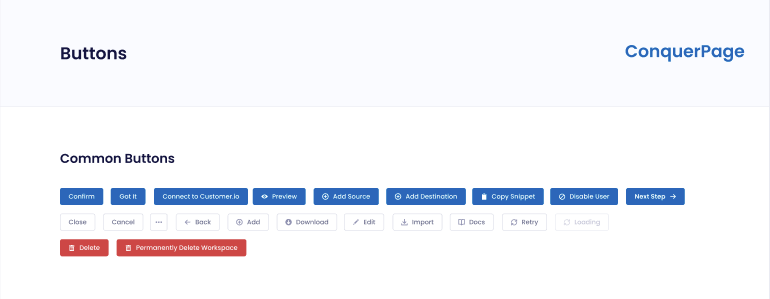 Buttons
ConquerPage
Common Buttons
Confirm Got It Connect to Customer.io Preview Add Source Add Destination Copy Snippet Disable User Next Step
Close Cancel ... Back Add Download Edit Import Docs Retry Loading
Delete Permanently Delete Workspace